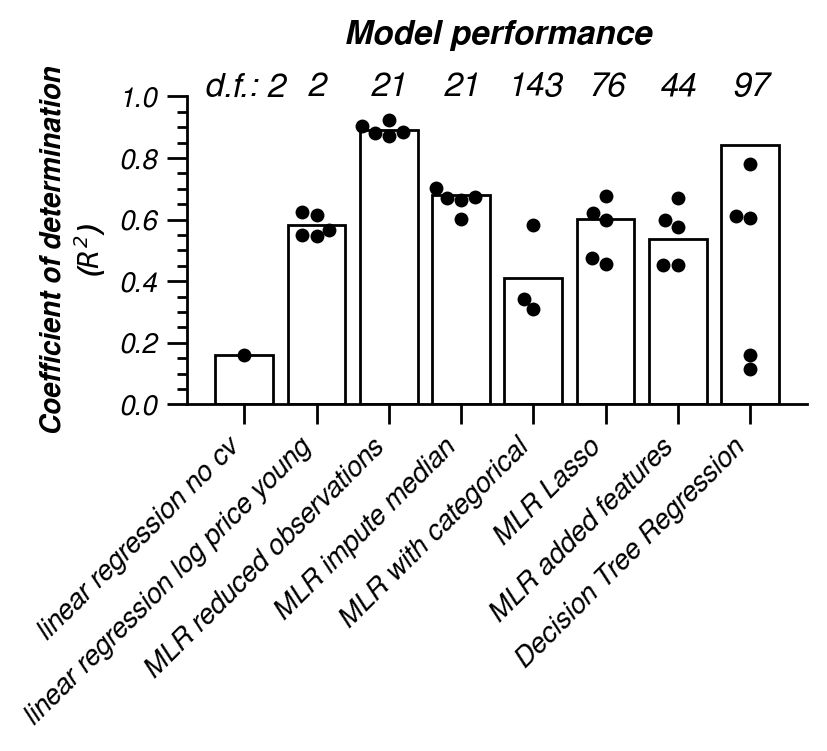 Model performance
d.f.: 2 2 21 21 143 76 44 97
Coefficient of determination
(R²)
1.0
0.8
0.6
0.4
0.2
0.0
linear regression no cv
linear regression log price young
MLR reduced observations
MLR impute median
MLR with categorical
MLR Lasso
MLR added features
Decision Tree Regression